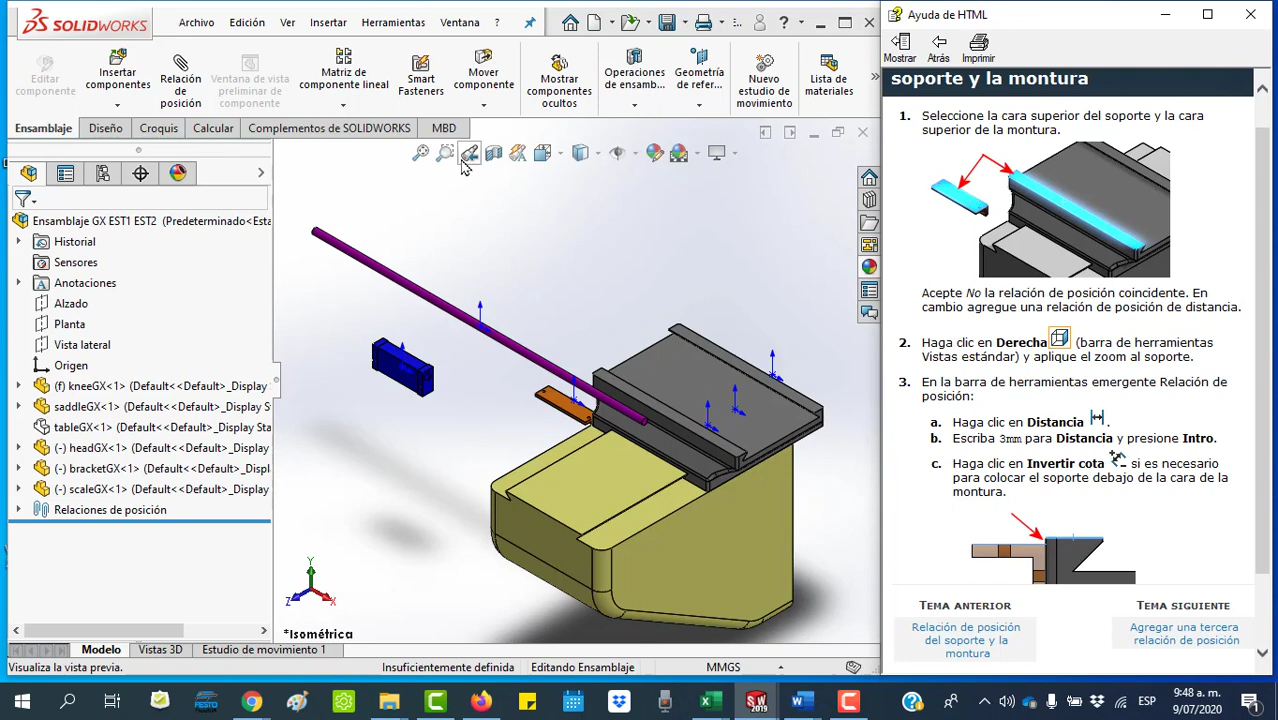 SOLIDWORKS
Archivo Edición Ver Insertar Herramientas Ventana ?
Editar
componente
Insertar
componentes
Relación
de
posición
Ventana de vista
preliminar de
componente
Matriz de
componente lineal
Smart
Fasteners
Mover
componente
Mostrar
componentes
ocultos
Operaciones
de ensamb...
Geometría
de refer...
Nuevo
estudio de
movimiento
Lista de
materiales
Ensamblaje Diseño Croquis Calcular Complementos de SOLIDWORKS MBD
Ensamblaje GX EST1 EST2 (Predeterminado<Esta
Historial
Sensores
Anotaciones
Alzado
Planta
Vista lateral
Origen
(f) kneeGX<1> (Default<<Default>_Display
saddleGX<1> (Default<<Default>_Display St
tableGX<1> (Default<<Default>_Display Sta
(-) headGX<1> (Default<<Default>_Display
(-) bracketGX<1> (Default<<Default>_Displ
(-) scaleGX<1> (Default<<Default>_Display
Relaciones de posición
Y
Z
X
*Isométrica
Modelo Vistas 3D Estudio de movimiento 1
Visualiza la vista previa.
Insuficientemente definida
Editando Ensamblaje
MMGS
Ayuda de HTML
Mostrar Atrás Imprimir
soporte y la montura
1. Seleccione la cara superior del soporte y la cara
superior de la montura.
Acepte No la relación de posición coincidente. En
cambio agregue una relación de posición de distancia.
2. Haga clic en Derecha (barra de herramientas
Vistas estándar) y aplique el zoom al soporte.
3. En la barra de herramientas emergente Relación de
posición:
a. Haga clic en Distancia .
b. Escriba 3mm para Distancia y presione Intro.
c. Haga clic en Invertir cota si es necesario
para colocar el soporte debajo de la cara de la
montura.
TEMA ANTERIOR
Relación de posición
del soporte y la
montura
TEMA SIGUIENTE
Agregar una tercera
relación de posición
FESTO
SW
2019
ESP
9:48 a. m.
9/07/2020
1